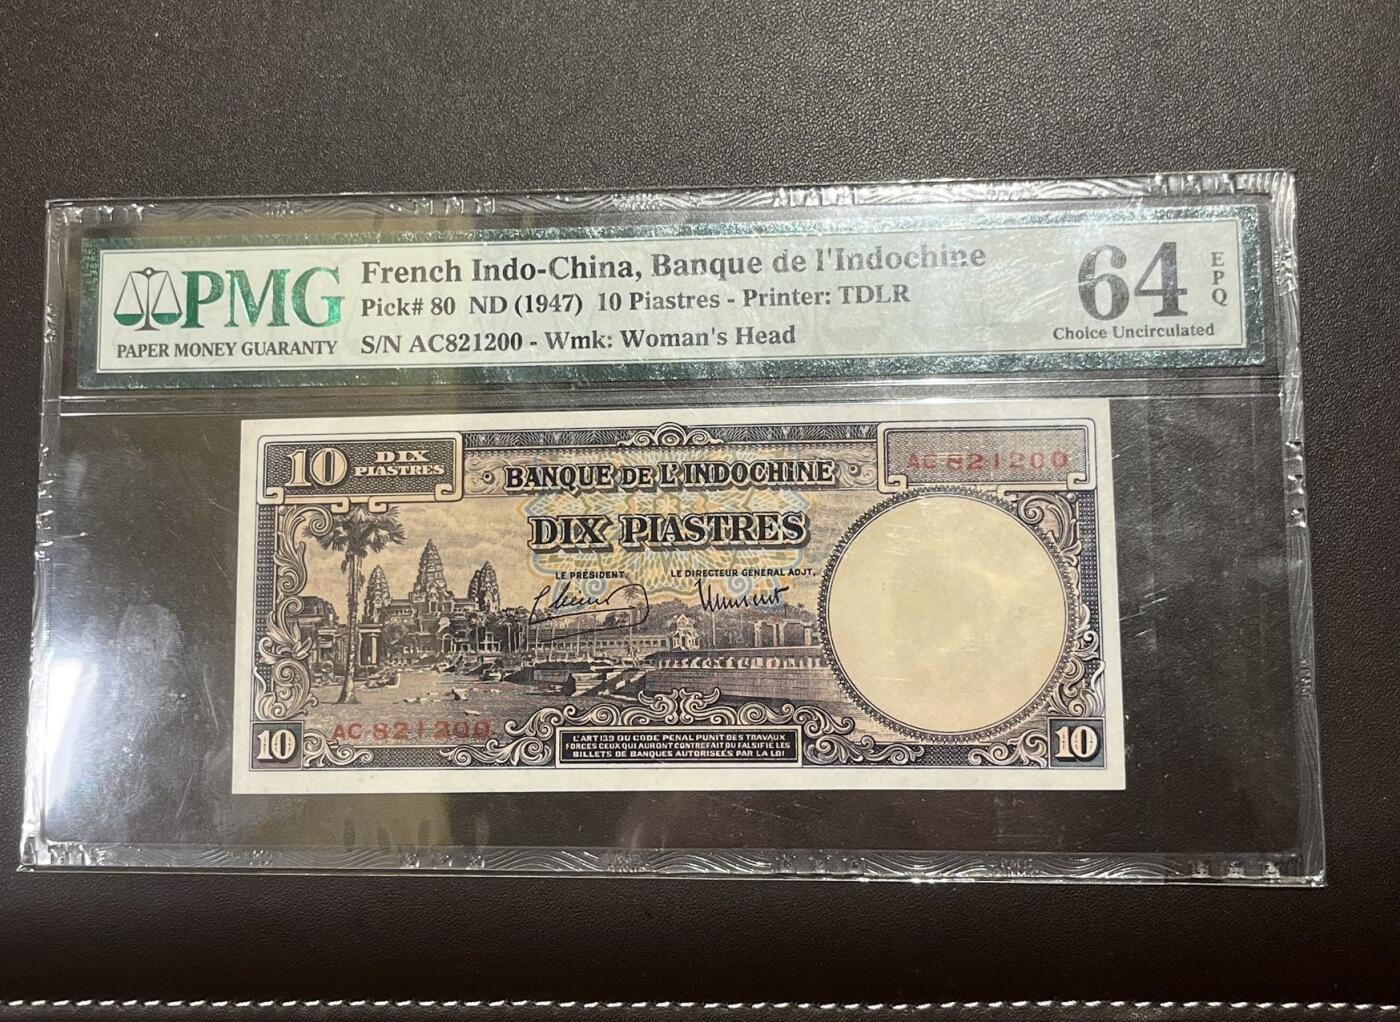 PMG
PAPER MONEY GUARANTY
French Indo-China, Banque de l'Indochine
Pick# 80 ND (1947) 10 Piastres - Printer: TDLR
S/N AC821200 - Wmk: Woman's Head
64
EPQ
Choice Uncirculated
10 DIX
PIASTRES
BANQUE DE L'INDOCHINE
AC 821200
DIX PIASTRES
LE PRÉSIDENT,
LE DIRECTEUR GÉNÉRAL ADJT,
AC 821200
10
L'ART 139 DU CODE PENAL PUNIT DES TRAVAUX
FORCES CEUX QUI AURONT CONTREFAIT OU FALSIFIE LES
BILLETS DE BANQUES AUTORISEES PAR LA LOI
10